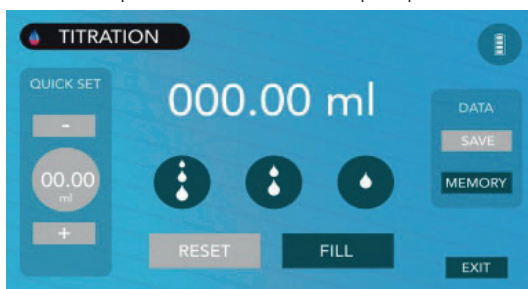 TITRATION
QUICK SET
-
00.00
ml
+
000.00 ml
RESET
FILL
DATA
SAVE
MEMORY
EXIT